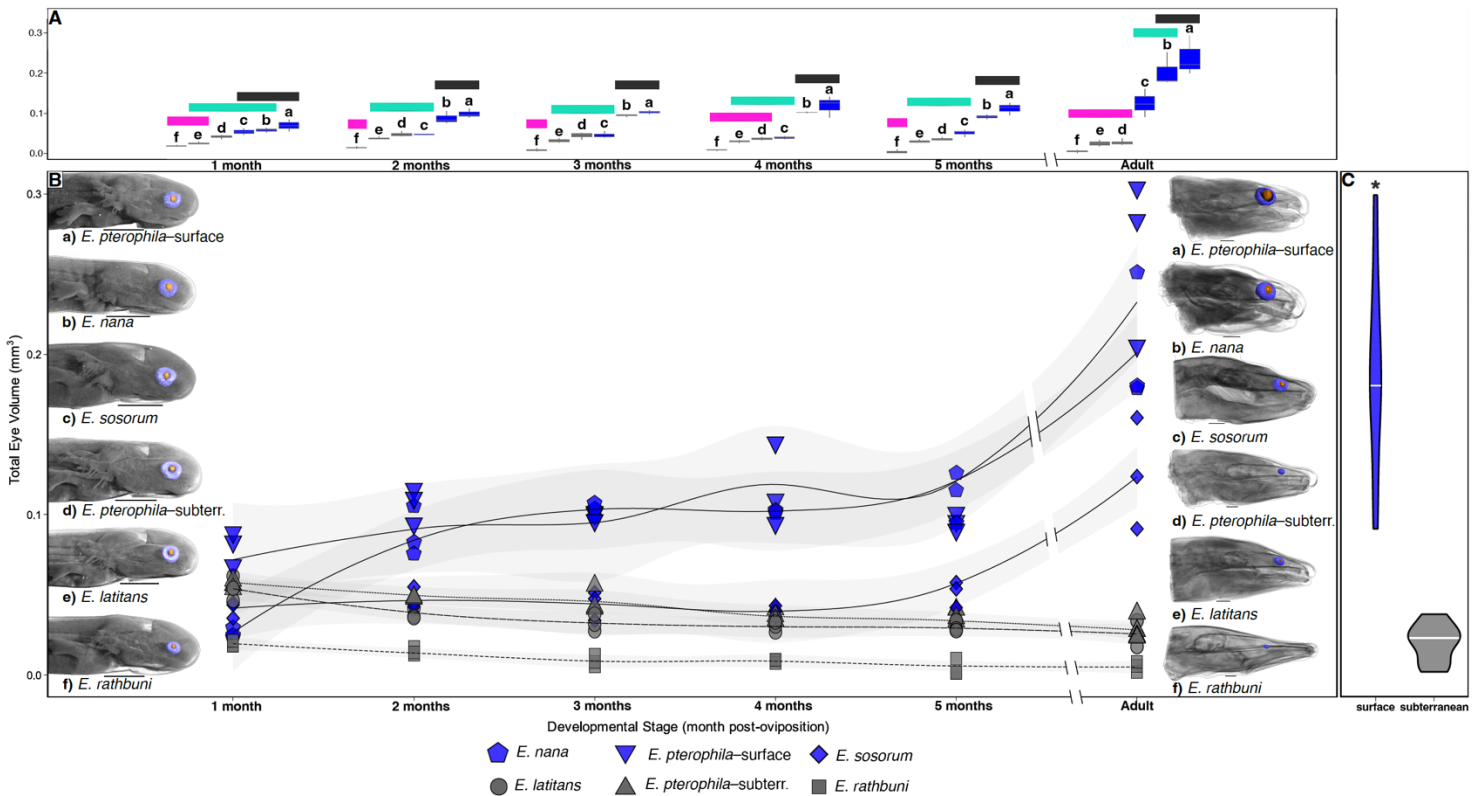 A
0.3
0.2
0.1
0.0
f e d c b a
f e d c b a
f e d c b a
f e d c b a
f e d c b a
f e d c b a
1 month 2 months 3 months 4 months 5 months Adult
B
0.3
0.2
0.1
0.0
Total Eye Volume (mm³)
a) E. pterophila–surface
b) E. nana
c) E. sosorum
d) E. pterophila–subterr.
e) E. latitans
f) E. rathbuni
a) E. pterophila–surface
b) E. nana
c) E. sosorum
d) E. pterophila–subterr.
e) E. latitans
f) E. rathbuni
1 month 2 months 3 months 4 months 5 months Adult
Developmental Stage (month post-oviposition)
C
*
surface subterranean
E. nana E. pterophila–surface E. sosorum
E. latitans E. pterophila–subterr. E. rathbuni